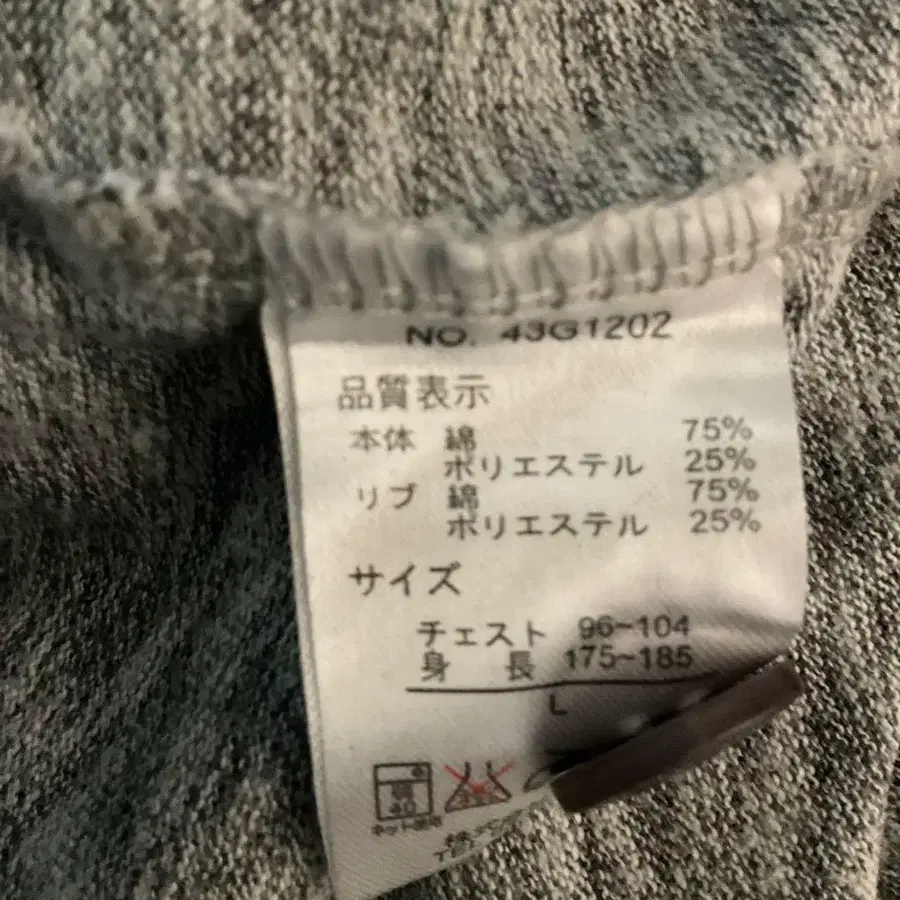 NO. 43G1202
品質表示
本体 綿 75%
ポリエステル 25%
リブ 綿 75%
ポリエステル 25%
サイズ
チェスト 96~104
身 長 175~185
L
40